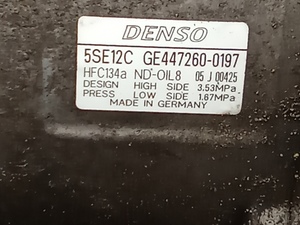 DENSO
5SE12C GE447260-0197
HFC134a ND-OIL8 05 J 00425
DESIGN HIGH SIDE 3.53MPa
PRESS LOW SIDE 1.67MPa
MADE IN GERMANY